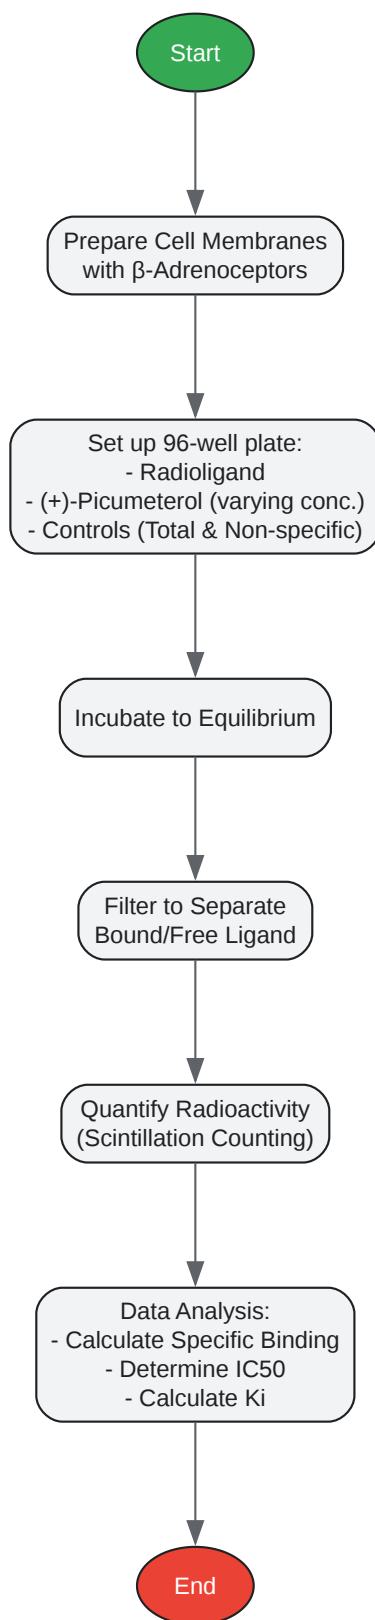 Start
Prepare Cell Membranes
with β-Adrenoceptors
Set up 96-well plate:
- Radioligand
- (+)-Picumeterol (varying conc.)
- Controls (Total & Non-specific)
Incubate to Equilibrium
Filter to Separate
Bound/Free Ligand
Quantify Radioactivity
(Scintillation Counting)
Data Analysis:
- Calculate Specific Binding
- Determine IC50
- Calculate Ki
End